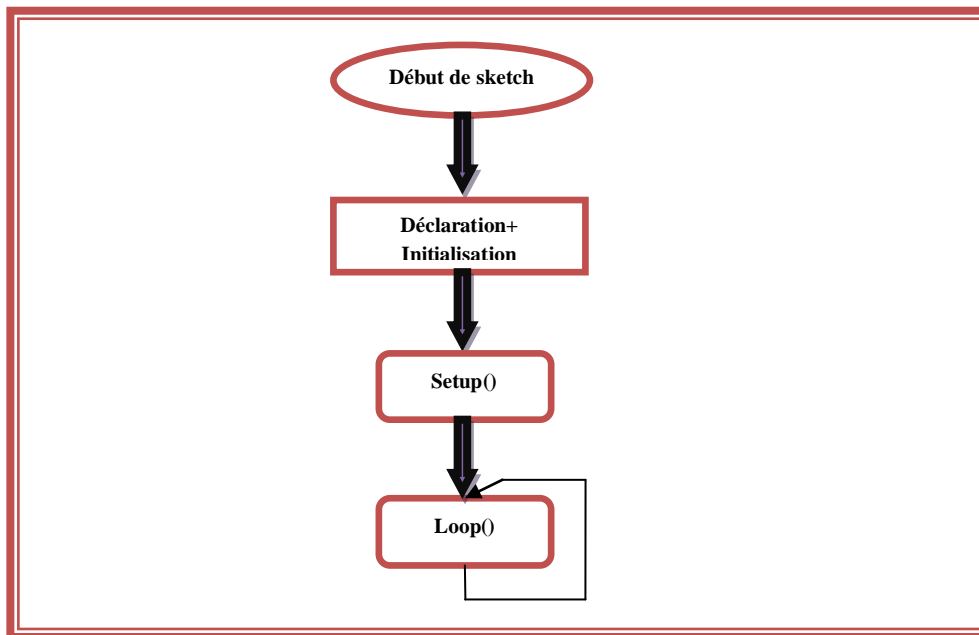 Début de sketch
Déclaration+
Initialisation
Setup()
Loop()